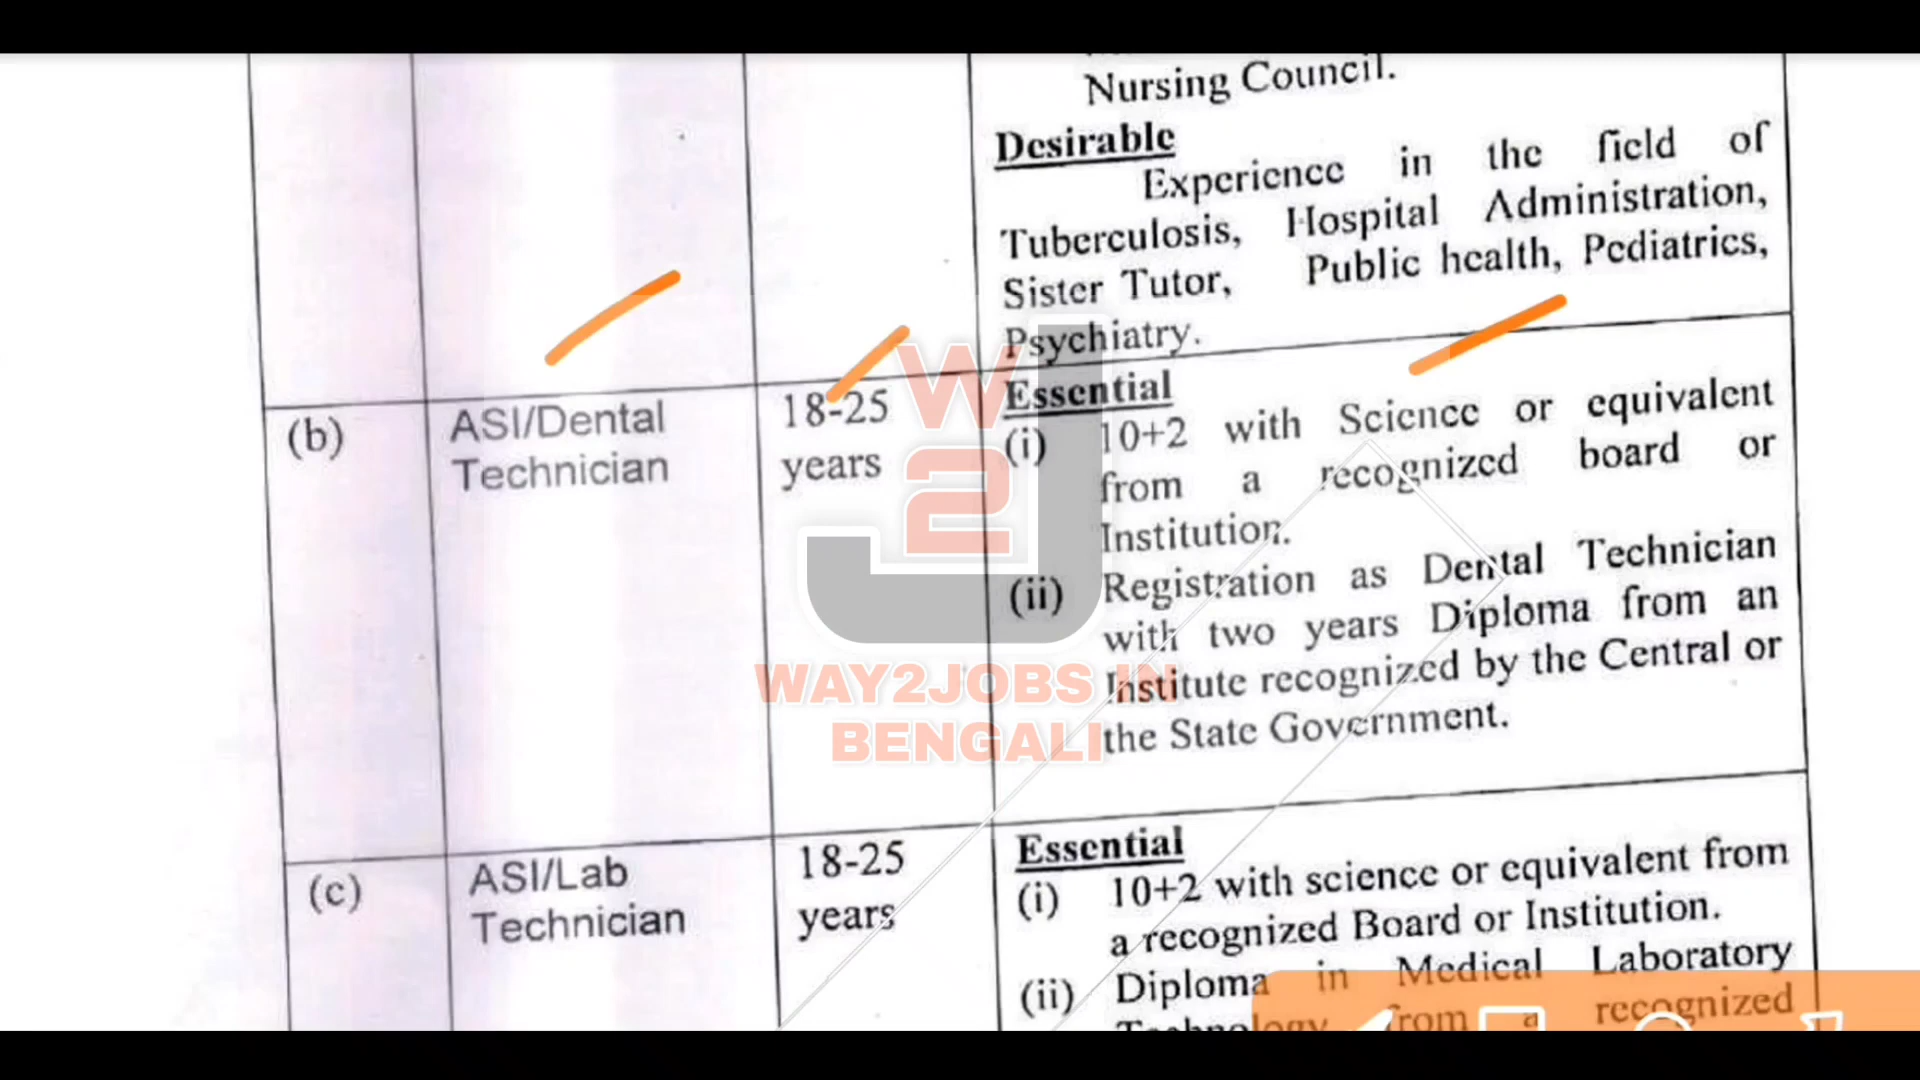 Nursing Council.
Desirable
Experience in the field of
Tuberculosis, Hospital Administration,
Sister Tutor, Public health, Pediatrics,
Psychiatry.
(b)
ASI/Dental
Technician
18-25
years
Essential
(i) 10+2 with Science or equivalent
from a recognized board or
Institution.
(ii) Registration as Dental Technician
with two years Diploma from an
Institute recognized by the Central or
the State Government.
(c)
ASI/Lab
Technician
18-25
years
Essential
(i) 10+2 with science or equivalent from
a recognized Board or Institution.
(ii) Diploma in Medical Laboratory
Technology from a recognized
W
2
J
WAY2JOBS IN
BENGALI